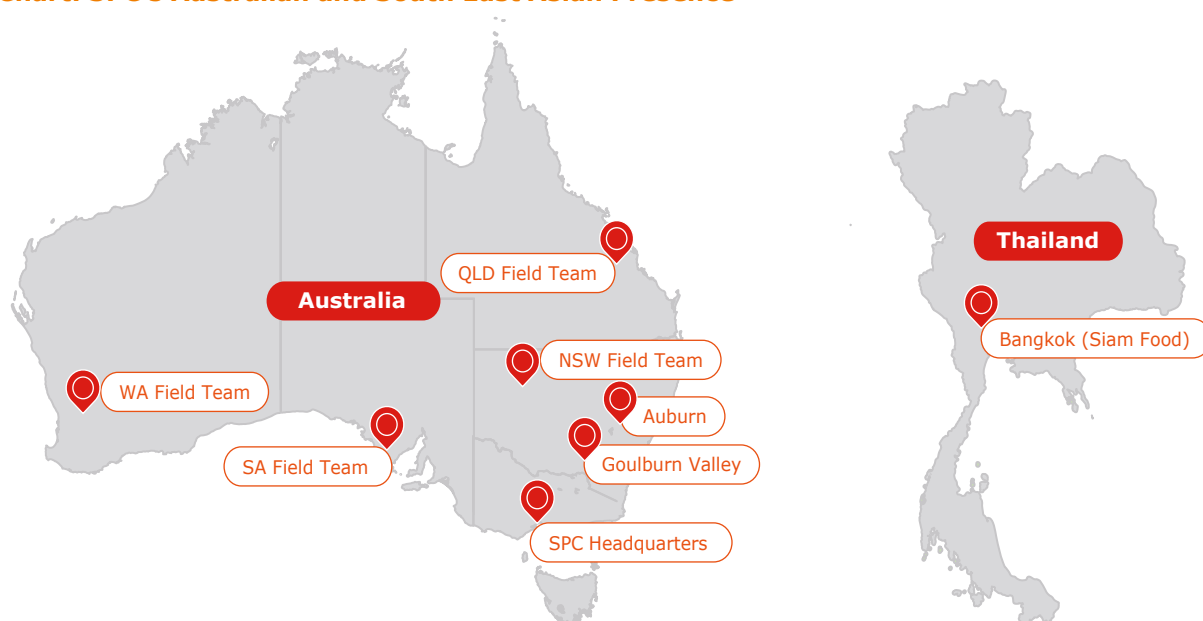 QLD Field Team
Thailand
Australia
Bangkok (Siam Food)
NSW Field Team
WA Field Team
Auburn
SA Field Team
Goulburn Valley
SPC Headquarters